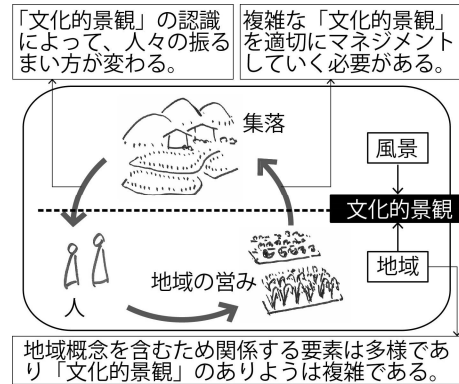 「文化的景観」の認識
によって、人々の振る
まい方が変わる。
複雑な「文化的景観」
を適切にマネジメント
していく必要がある。
集落
風景
文化的景観
地域
地域の営み
人
地域概念を含むため関係する要素は多様であ
り「文化的景観」のありようは複雑である。